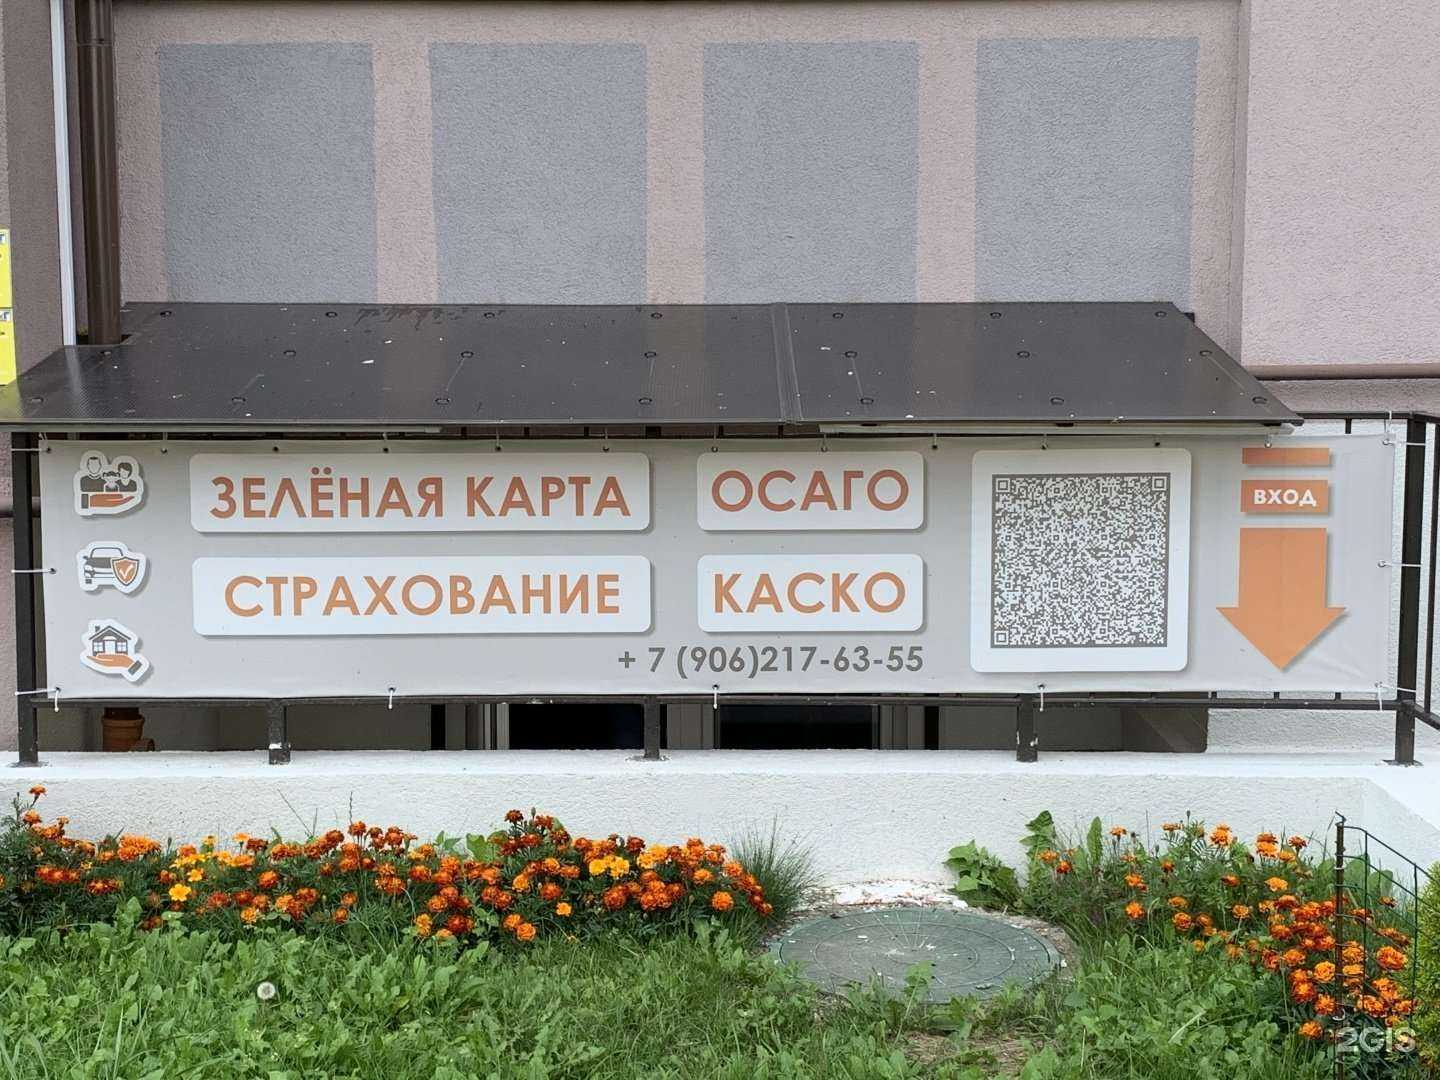 ЗЕЛЁНАЯ КАРТА
ОСАГО
ВХОД
СТРАХОВАНИЕ
КАСКО
+ 7 (906)217-63-55
2GIS